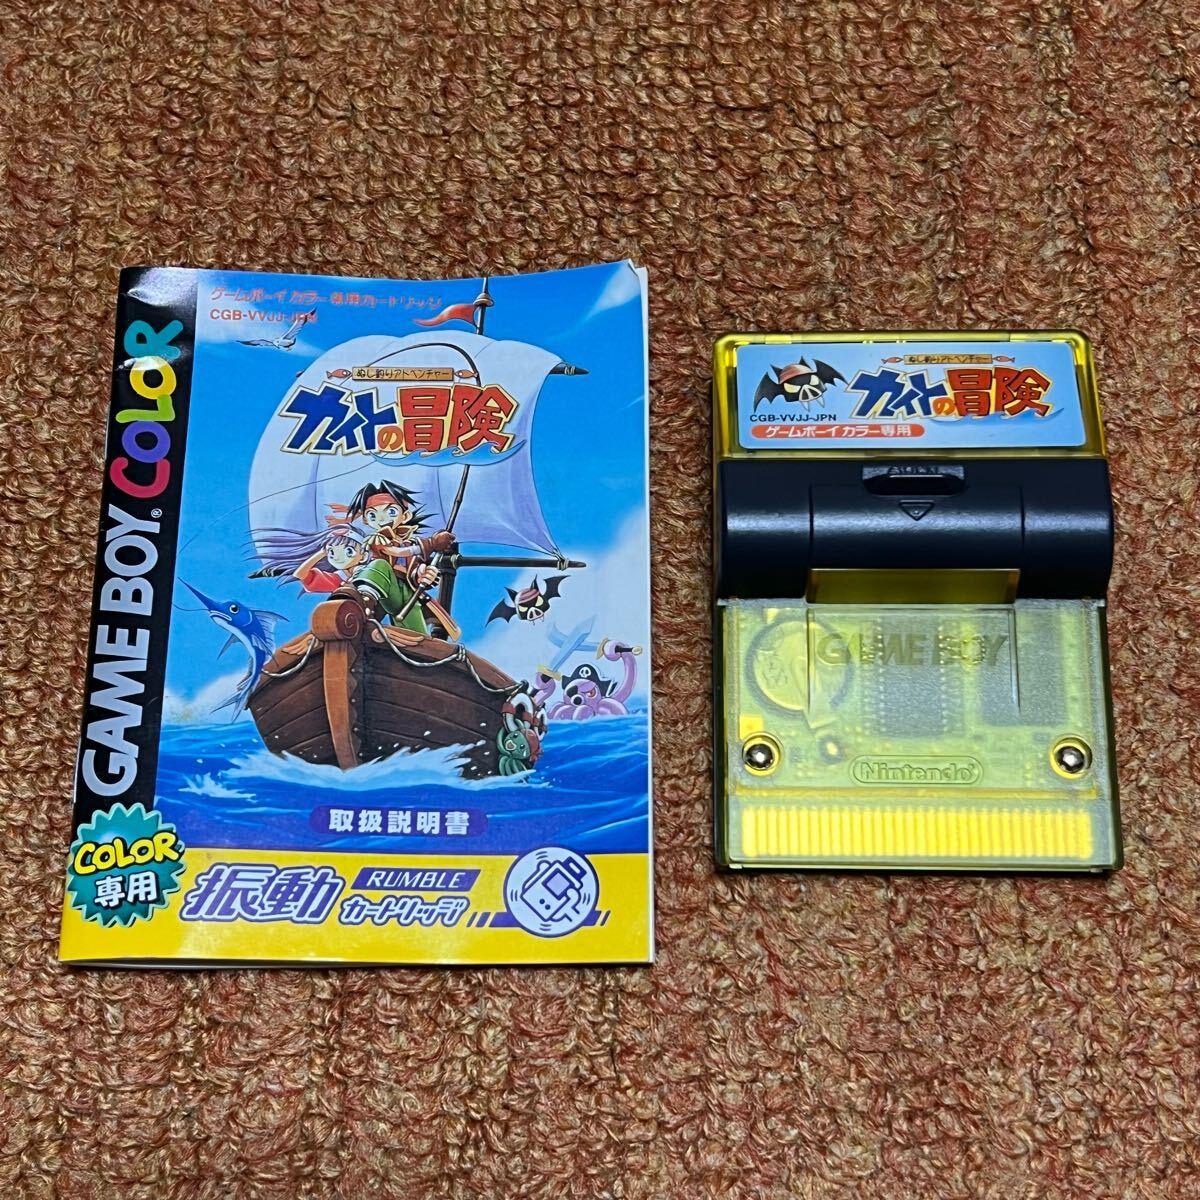 ゲームボーイ カラー専用カートリッジ
CGB-VVJJ-JPN
GAME BOY COLOR
ぬし釣りアドベンチャー
カイトの冒険
取扱説明書
COLOR
専用
振動
RUMBLE
カートリッジ
ぬし釣りアドベンチャー
カイトの冒険
CGB-VVJJ-JPN
ゲームボーイ カラー専用
GAME BOY
Nintendo